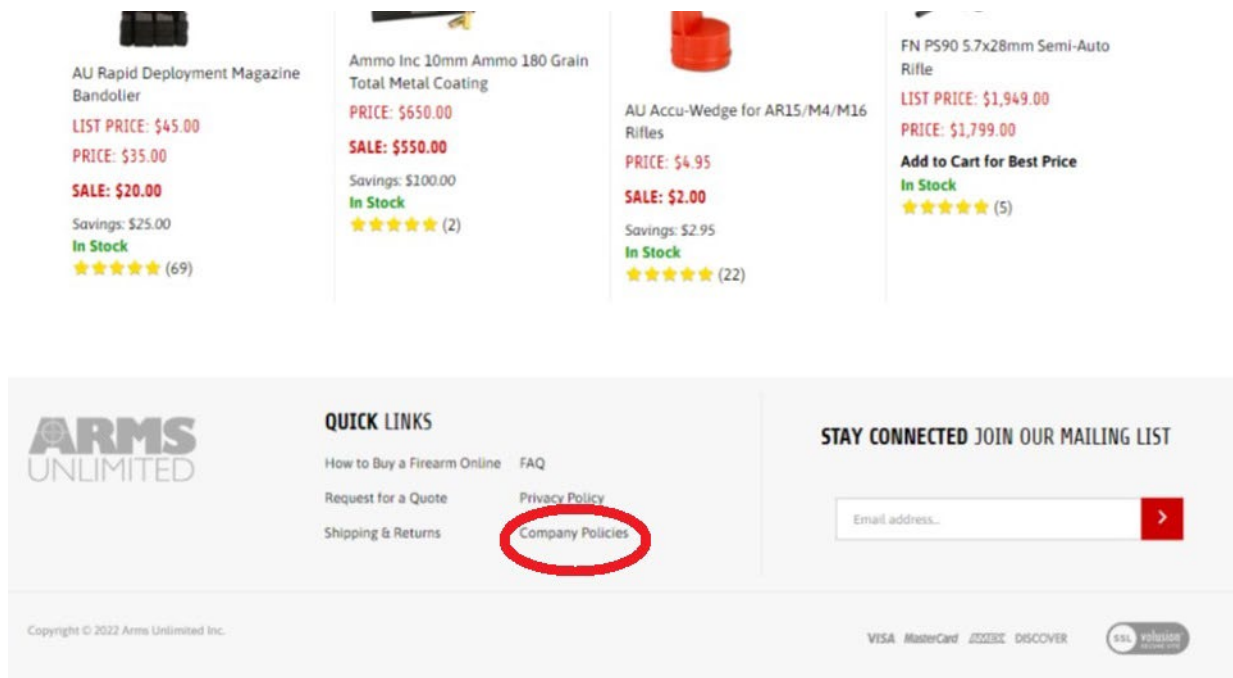 AU Rapid Deployment Magazine
Bandolier
LIST PRICE: $45.00
PRICE: $35.00
SALE: $20.00
Savings: $25.00
In Stock
(69)
Ammo Inc 10mm Ammo 180 Grain
Total Metal Coating
PRICE: $650.00
SALE: $550.00
Savings: $100.00
In Stock
(2)
AU Accu-Wedge for AR15/M4/M16
Rifles
PRICE: $4.95
SALE: $2.00
Savings: $2.95
In Stock
(22)
FN PS90 5.7x28mm Semi-Auto
Rifle
LIST PRICE: $1,949.00
PRICE: $1,799.00
Add to Cart for Best Price
In Stock
(5)
ARMS
UNLIMITED
QUICK LINKS
How to Buy a Firearm Online
Request for a Quote
Shipping & Returns
FAQ
Privacy Policy
Company Policies
STAY CONNECTED JOIN OUR MAILING LIST
Email address...
Copyright © 2022 Arms Unlimited Inc.
VISA MasterCard AMEX DISCOVER
SSL volusion
SECURE SITE